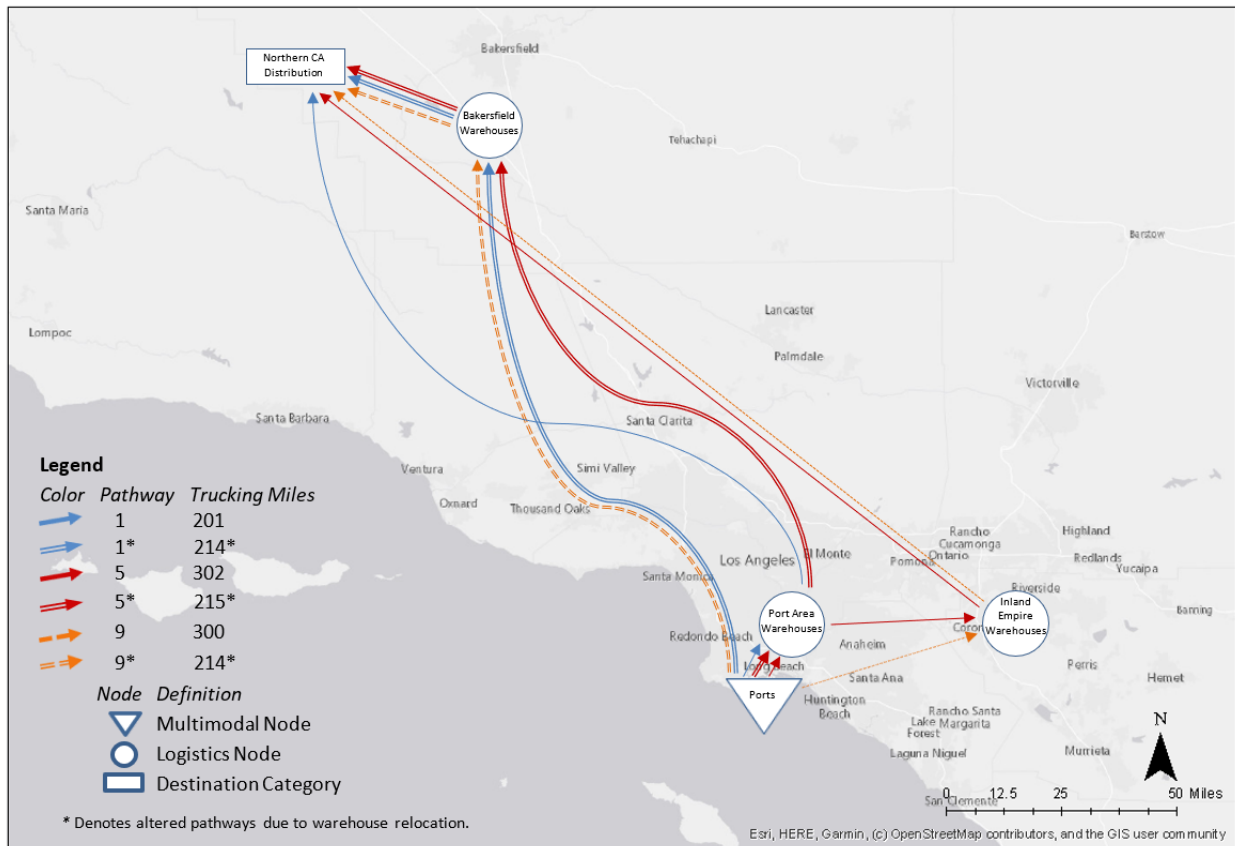 Northern CA
Distribution
Bakersfield
Bakersfield
Warehouses
Tehachapi
Santa Maria
Barstow
Lancaster
Lompoc
Palmdale
Victorville
Santa Barbara
Santa Clarita
Ventura
Simi Valley
Oxnard
Thousand Oaks
Rancho
Cucamonga
Highland
Los Angeles
El Monte
Pomona
Ontario
Redlands
Yucaipa
Santa Monica
Riverside
Port Area
Warehouses
Inland
Empire
Warehouses
Banning
Redondo Beach
Anaheim
Coron
Long Beach
Perris
Hemet
Ports
Santa Ana
Huntington
Beach
Rancho Santa
Margarita
Lake
Forest
Laguna Niguel
Murrieta
San Clemente
Legend
Color Pathway Trucking Miles
1 201
1* 214*
5 302
5* 215*
9 300
9* 214*
Node Definition
Multimodal Node
Logistics Node
Destination Category
* Denotes altered pathways due to warehouse relocation.
N
0 12.5 25 50 Miles
Esri, HERE, Garmin, (c) OpenStreetMap contributors, and the GIS user community